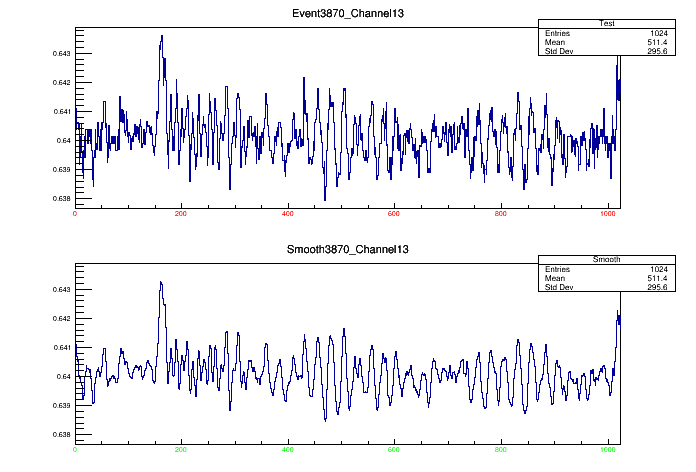 Event3870_Channel13
Test
Entries 1024
Mean 511.4
Std Dev 295.6
0.643
0.642
0.641
0.64
0.639
0.638
0 200 400 600 800 1000
Smooth3870_Channel13
Smooth
Entries 1024
Mean 511.4
Std Dev 295.6
0.643
0.642
0.641
0.64
0.639
0.638
0 200 400 600 800 1000